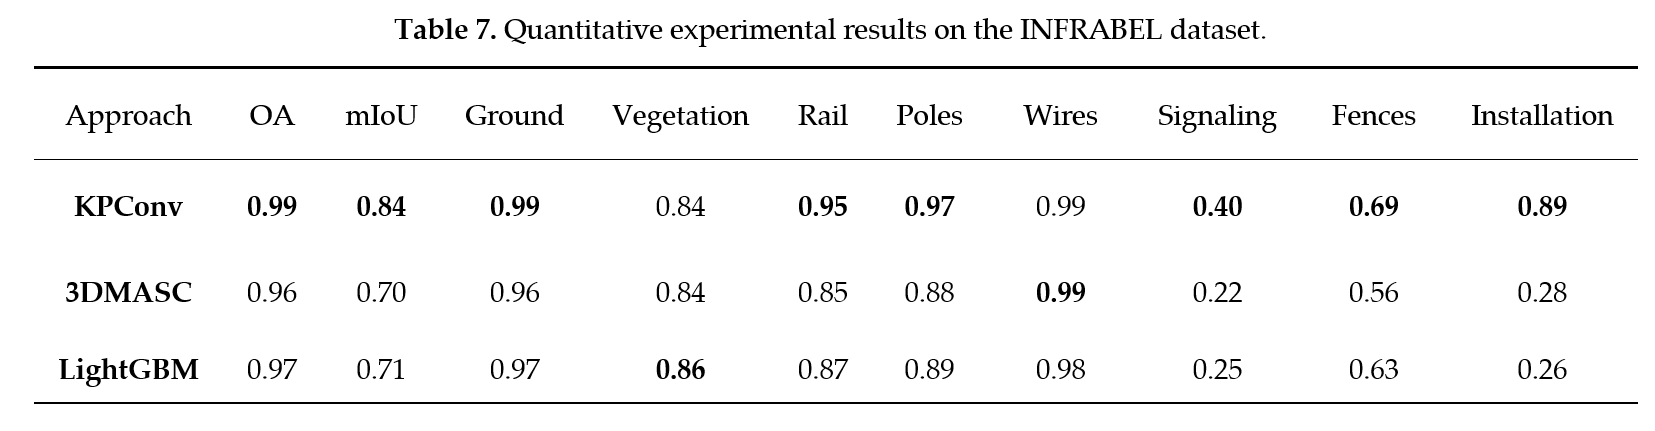 Table 7. Quantitative experimental results on the INFRABEL dataset.
Approach OA mIoU Ground Vegetation Rail Poles Wires Signaling Fences Installation
KPConv 0.99 0.84 0.99 0.84 0.95 0.97 0.99 0.40 0.69 0.89
3DMASC 0.96 0.70 0.96 0.84 0.85 0.88 0.99 0.22 0.56 0.28
LightGBM 0.97 0.71 0.97 0.86 0.87 0.89 0.98 0.25 0.63 0.26